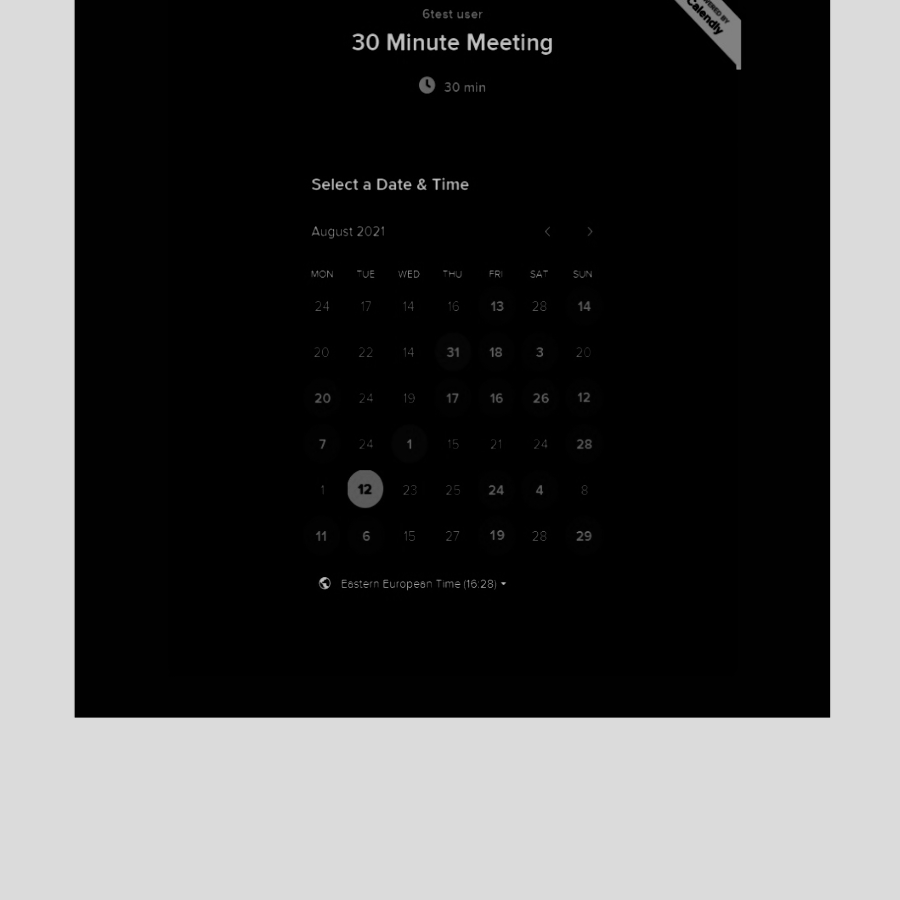 6test user
POWERED BY
Calendly
30 Minute Meeting
30 min
Select a Date & Time
August 2021
MON TUE WED THU FRI SAT SUN
24 17 14 16 13 28 14
20 22 14 31 18 3 20
20 24 19 17 16 26 12
7 24 1 15 21 24 28
1 12 23 25 24 4 8
11 6 15 27 19 28 29
Eastern European Time (16:28)